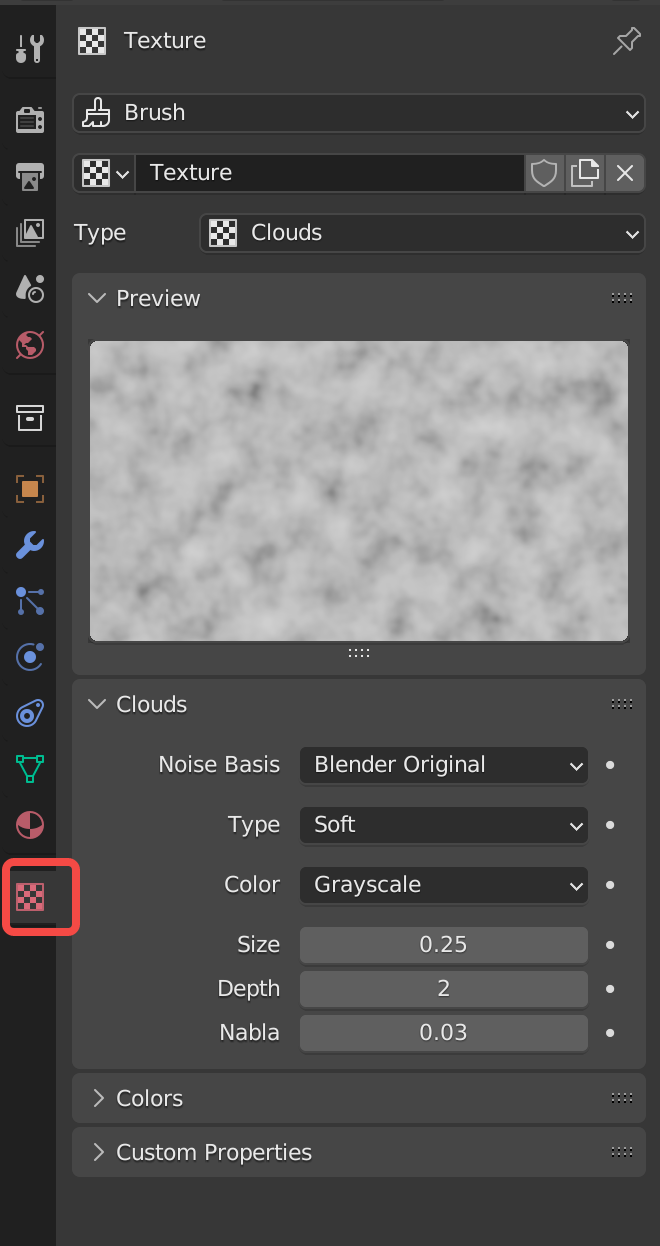 Texture
Brush
Texture
Type Clouds
Preview
Clouds
Noise Basis Blender Original
Type Soft
Color Grayscale
Size 0.25
Depth 2
Nabla 0.03
Colors
Custom Properties